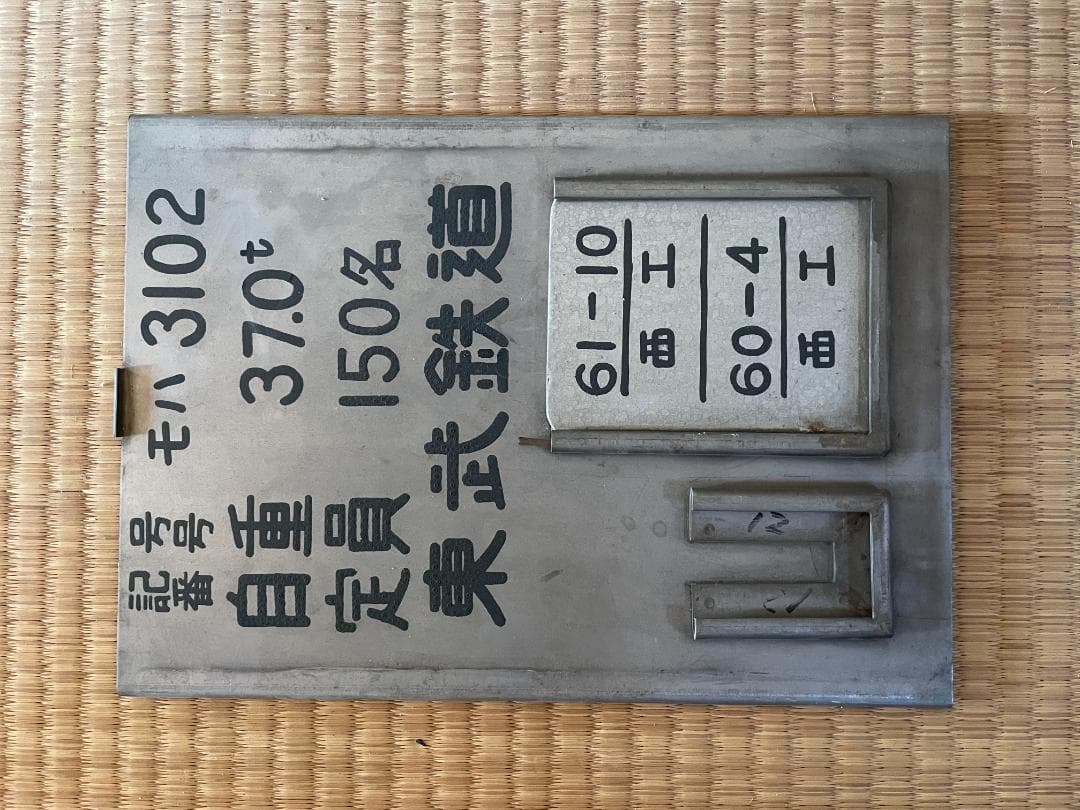 記号 番号 モハ 3102
自重 37.0t
定員 150名
東武鉄道
61-10
西工
60-4
西工